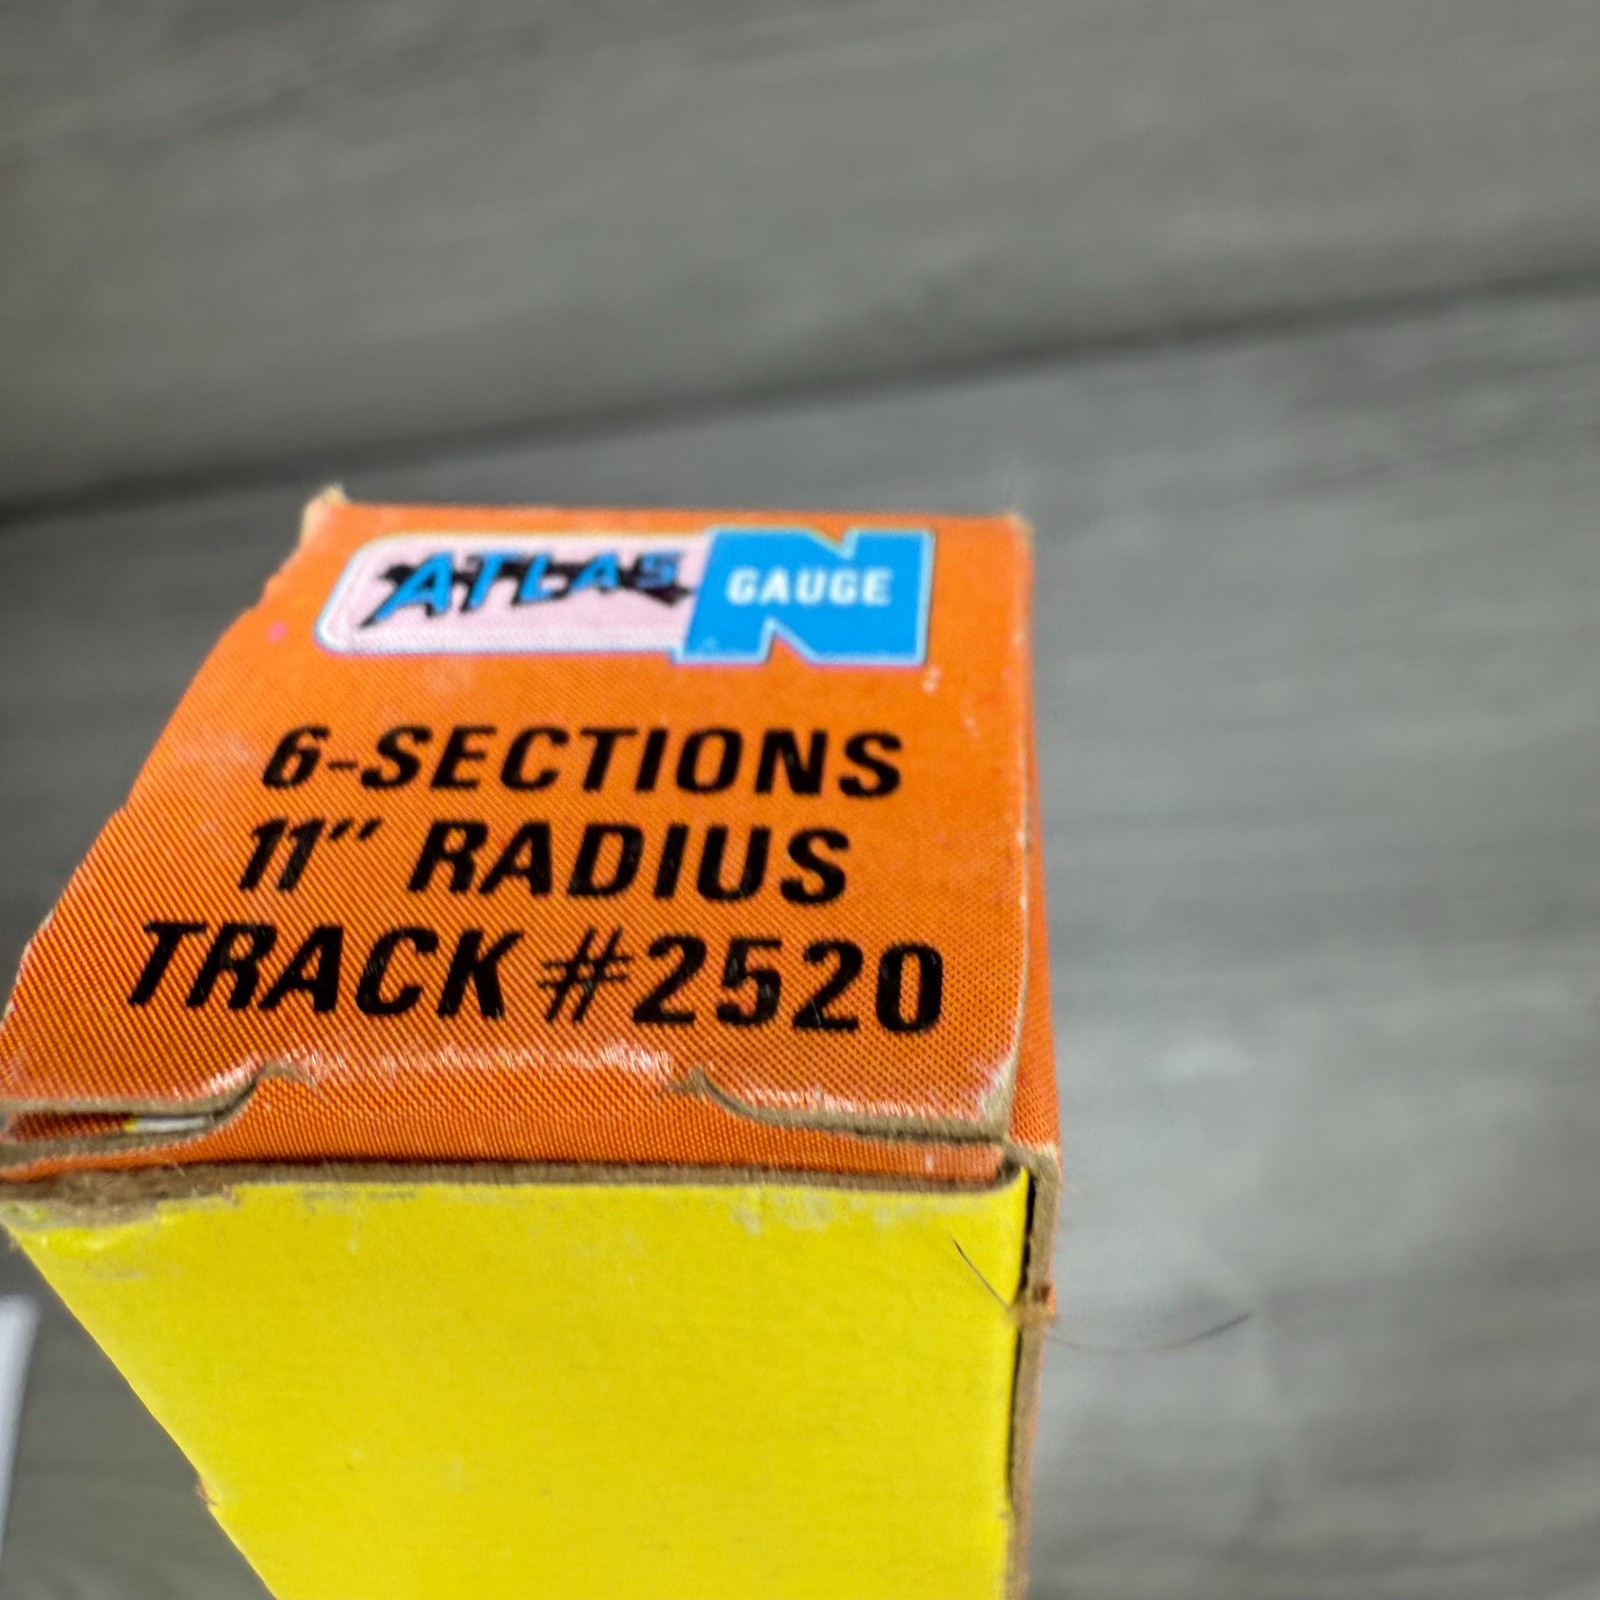 ATLAS N GAUGE
6-SECTIONS
11" RADIUS
TRACK #2520